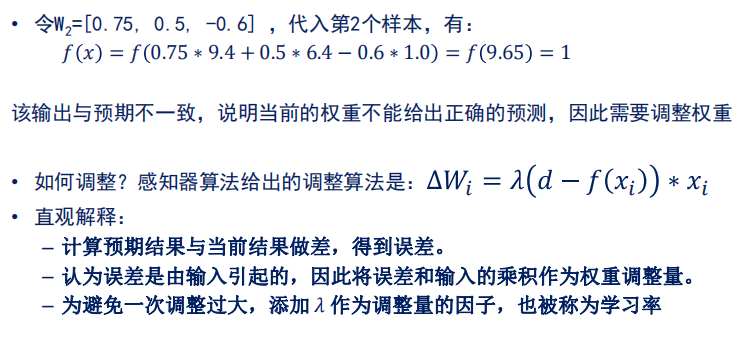 • 令W₂=[0.75, 0.5, -0.6] ，代入第2个样本，有：
f(x) = f(0.75 * 9.4 + 0.5 * 6.4 − 0.6 * 1.0) = f(9.65) = 1
该输出与预期不一致，说明当前的权重不能给出正确的预测，因此需要调整权重
• 如何调整？感知器算法给出的调整算法是：ΔWᵢ = λ(d − f(xᵢ)) * xᵢ
• 直观解释：
– 计算预期结果与当前结果做差，得到误差。
– 认为误差是由输入引起的，因此将误差和输入的乘积作为权重调整量。
– 为避免一次调整过大，添加 λ 作为调整量的因子，也被称为学习率